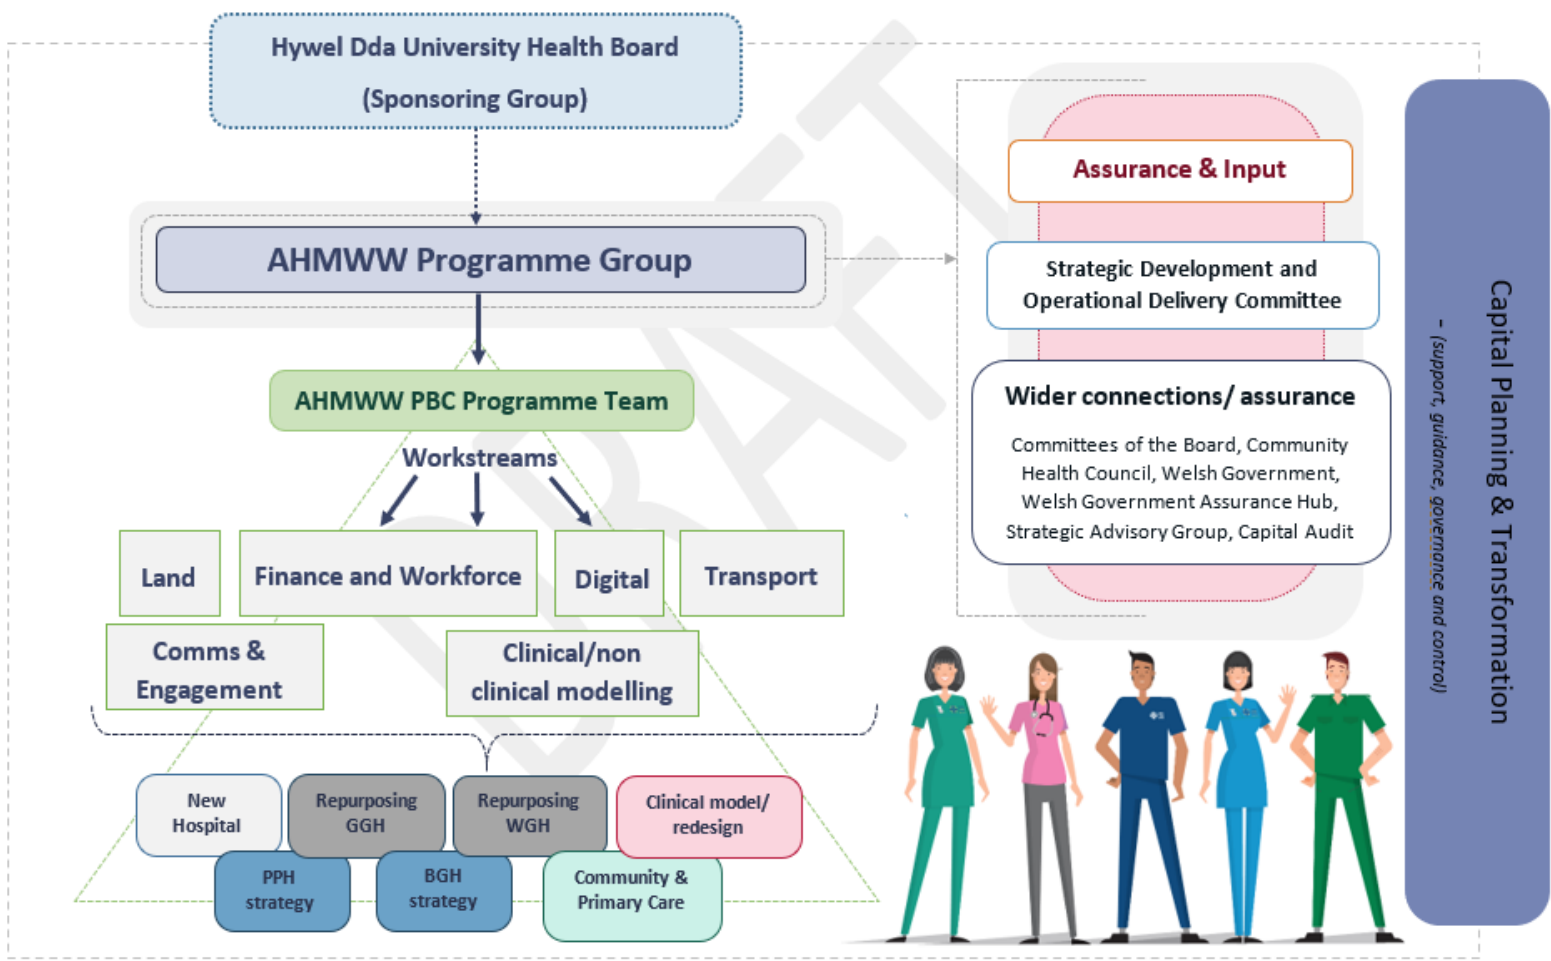 Hywel Dda University Health Board
(Sponsoring Group)
AHMWW Programme Group
AHMWW PBC Programme Team
Workstreams
Land
Finance and Workforce
Digital
Transport
Comms &
Engagement
Clinical/non
clinical modelling
New
Hospital
Repurposing
GGH
Repurposing
WGH
Clinical model/
redesign
PPH
strategy
BGH
strategy
Community &
Primary Care
Assurance & Input
Strategic Development and
Operational Delivery Committee
Wider connections/ assurance
Committees of the Board, Community
Health Council, Welsh Government,
Welsh Government Assurance Hub,
Strategic Advisory Group, Capital Audit
Capital Planning & Transformation
- (support, guidance, governance and control)
DRAFT